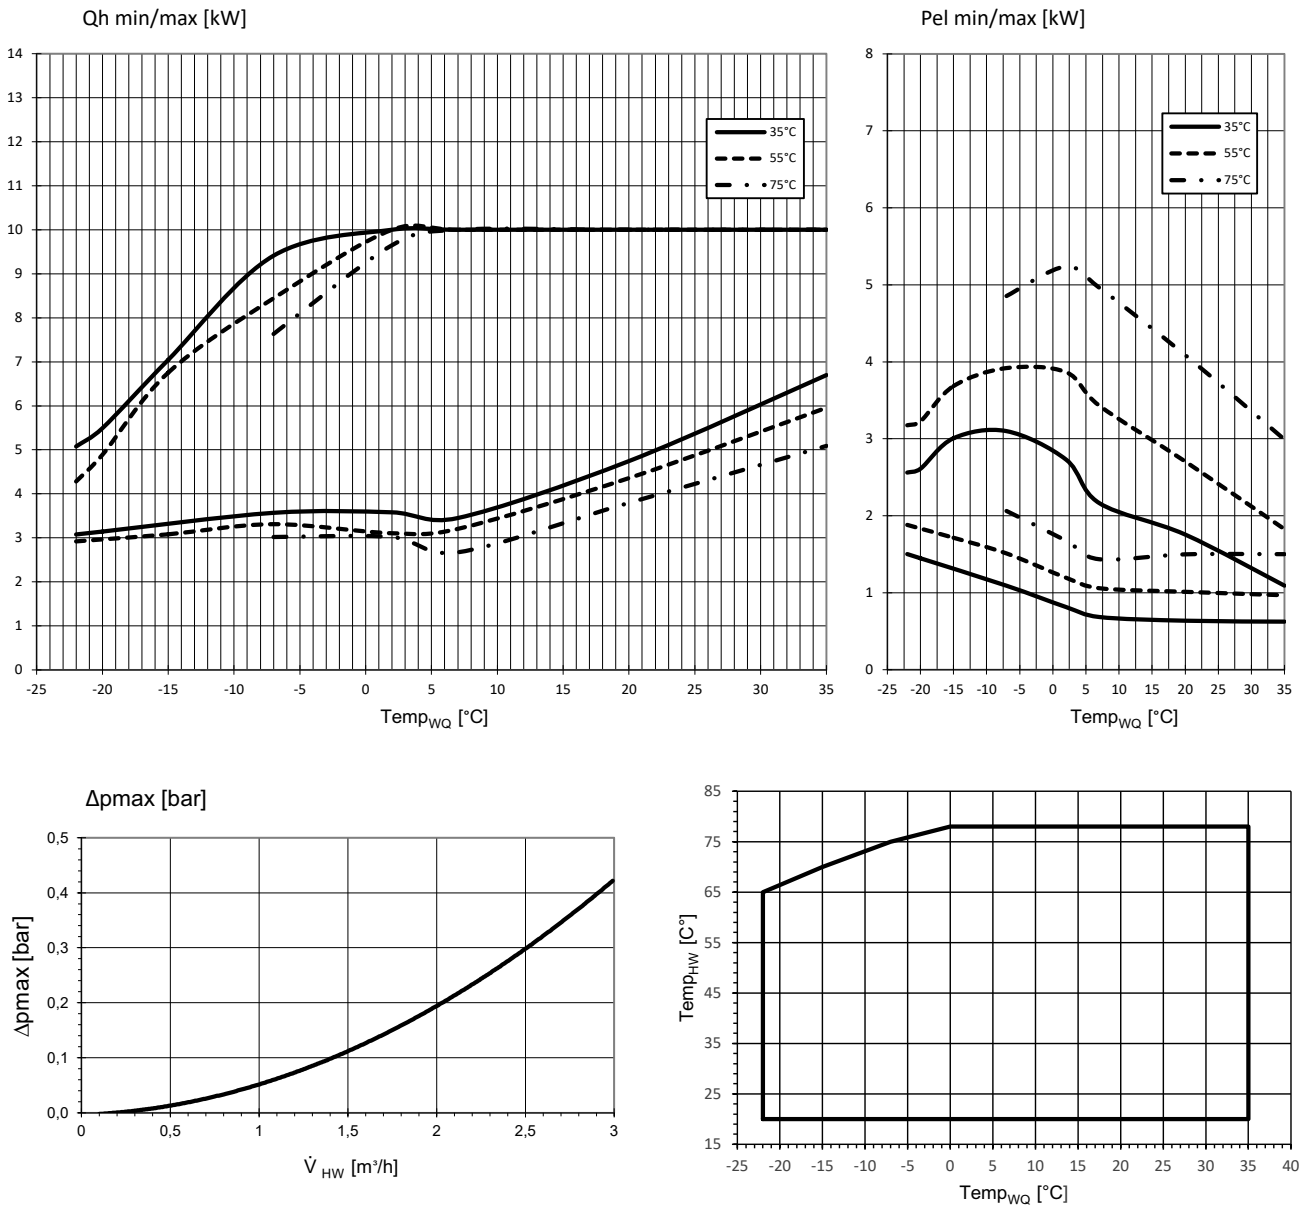 Qh min/max [kW]
14
13
12
11
10
9
8
7
6
5
4
3
2
1
0
-25 -20 -15 -10 -5 0 5 10 15 20 25 30 35
Temp_WQ [°C]
35°C
55°C
75°C
Pel min/max [kW]
8
7
6
5
4
3
2
1
0
-25 -20 -15 -10 -5 0 5 10 15 20 25 30 35
Temp_WQ [°C]
35°C
55°C
75°C
Δpmax [bar]
Δpmax [bar]
0,5
0,4
0,3
0,2
0,1
0,0
0 0,5 1 1,5 2 2,5 3
V̇ HW [m³/h]
Temp_HW [C°]
85
75
65
55
45
35
25
15
-25 -20 -15 -10 -5 0 5 10 15 20 25 30 35 40
Temp_WQ [°C]